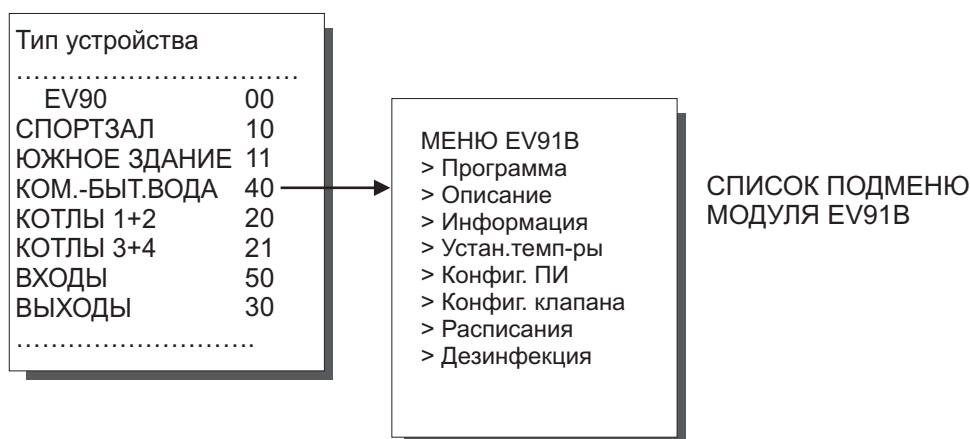 Тип устройства
……………………………
EV90 00
СПОРТЗАЛ 10
ЮЖНОЕ ЗДАНИЕ 11
КОМ.-БЫТ.ВОДА 40
КОТЛЫ 1+2 20
КОТЛЫ 3+4 21
ВХОДЫ 50
ВЫХОДЫ 30
……………………….
МЕНЮ EV91B
> Программа
> Описание
> Информация
> Устан.темп-ры
> Конфиг. ПИ
> Конфиг. клапана
> Расписания
> Дезинфекция
СПИСОК ПОДМЕНЮ
МОДУЛЯ EV91B